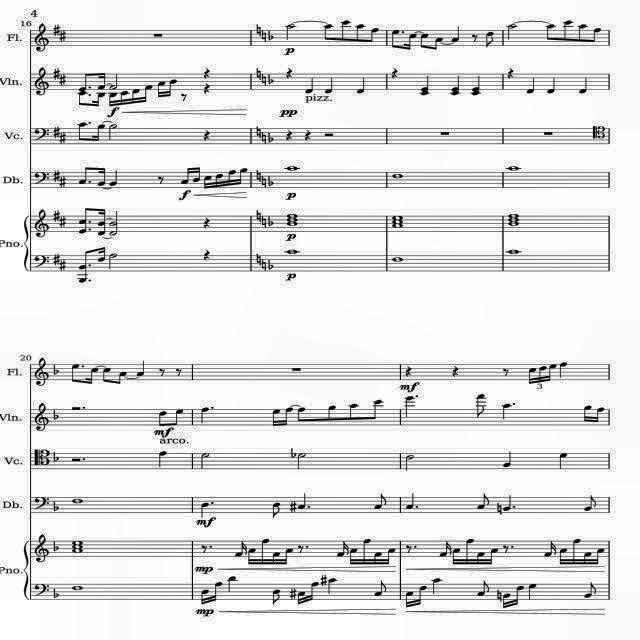 4
16
Fl.
p
Vln.
f
pp
pizz.
Vc.
Db.
f
p
Pno.
p
p
20
Fl.
mf
3
Vln.
mf
arco.
Vc.
Db.
mf
Pno.
mp
mp